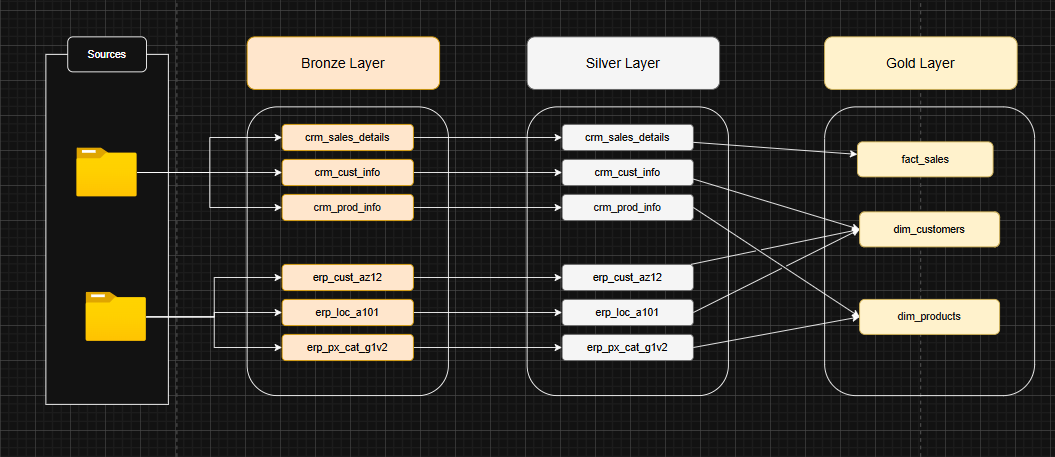 Sources
Bronze Layer
Silver Layer
Gold Layer
crm_sales_details
crm_cust_info
crm_prod_info
erp_cust_az12
erp_loc_a101
erp_px_cat_g1v2
crm_sales_details
crm_cust_info
crm_prod_info
erp_cust_az12
erp_loc_a101
erp_px_cat_g1v2
fact_sales
dim_customers
dim_products